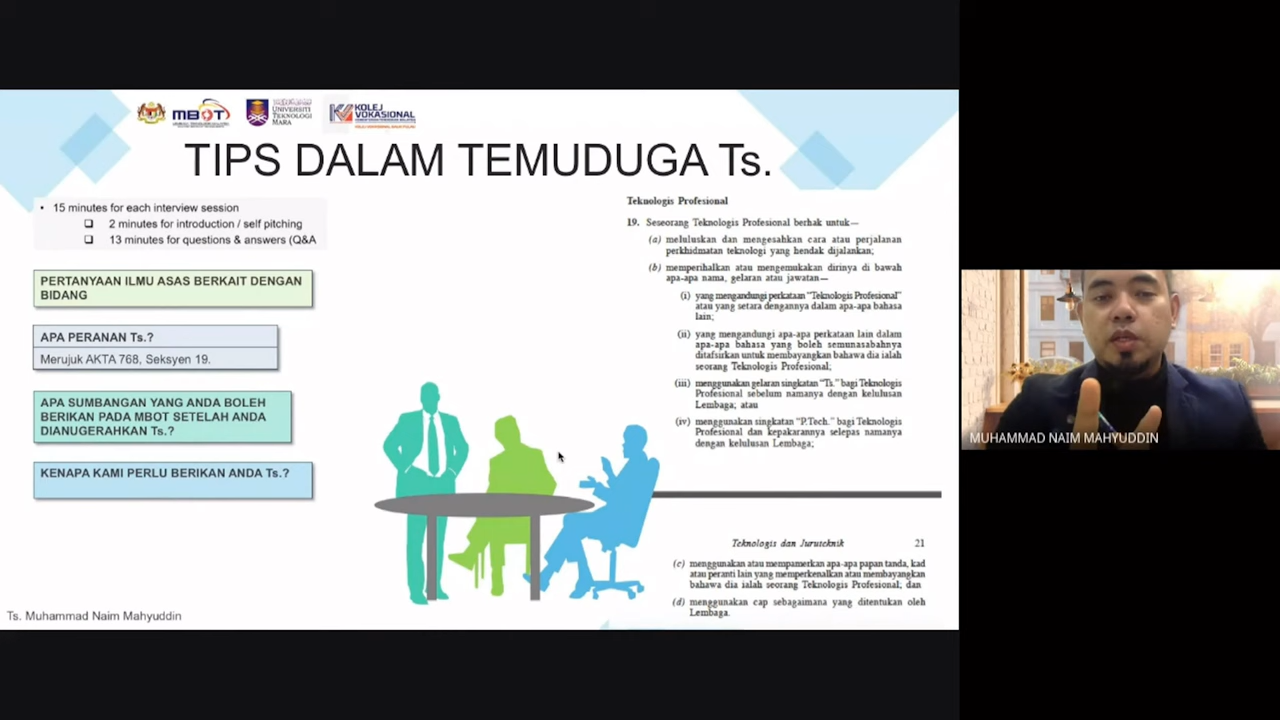 MBOT
UNIVERSITI
TEKNOLOGI
MARA
KOLEJ
VOKASIONAL
TIPS DALAM TEMUDUGA Ts.
• 15 minutes for each interview session
2 minutes for introduction / self pitching
13 minutes for questions & answers (Q&A
PERTANYAAN ILMU ASAS BERKAIT DENGAN
BIDANG
APA PERANAN Ts.?
Merujuk AKTA 768, Seksyen 19.
APA SUMBANGAN YANG ANDA BOLEH
BERIKAN PADA MBOT SETELAH ANDA
DIANUGERAHKAN Ts.?
KENAPA KAMI PERLU BERIKAN ANDA Ts.?
Teknologis Profesional
19. Seseorang Teknologis Profesional berhak untuk—
(a) meluluskan dan mengesahkan cara atau perjalanan
perkhidmatan teknologi yang hendak dijalankan;
(b) memperihalkan atau mengemukakan dirinya di bawah
apa-apa nama, gelaran atau jawatan—
(i) yang mengandungi perkataan "Teknologis Profesional"
atau yang setara dengannya dalam apa-apa bahasa
lain;
(ii) yang mengandungi apa-apa perkataan lain dalam
apa-apa bahasa yang boleh semunasabahnya
ditafsirkan untuk membayangkan bahawa dia ialah
seorang Teknologis Profesional;
(iii) menggunakan gelaran singkatan "Ts." bagi Teknologis
Profesional sebelum namanya dengan kelulusan
Lembaga; atau
(iv) menggunakan singkatan "P.Tech." bagi Teknologis
Profesional dan kepakarannya selepas namanya
dengan kelulusan Lembaga;
Teknologis dan Juruteknik 21
(c) menggunakan atau mempamerkan apa-apa papan tanda, kad
atau peranti lain yang memperkenalkan atau membayangkan
bahawa dia ialah seorang Teknologis Profesional; dan
(d) menggunakan cap sebagaimana yang ditentukan oleh
Lembaga.
Ts. Muhammad Naim Mahyuddin
MUHAMMAD NAIM MAHYUDDIN